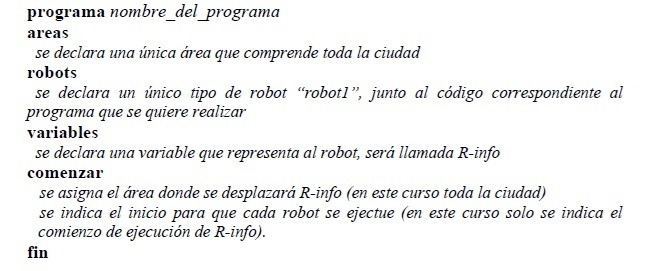 programa nombre_del_programa
areas
se declara una única área que comprende toda la ciudad
robots
se declara un único tipo de robot “robot1”, junto al código correspondiente al
programa que se quiere realizar
variables
se declara una variable que representa al robot, será llamada R-info
comenzar
se asigna el área donde se desplazará R-info (en este curso toda la ciudad)
se indica el inicio para que cada robot se ejectue (en este curso solo se indica el
comienzo de ejecución de R-info).
fin